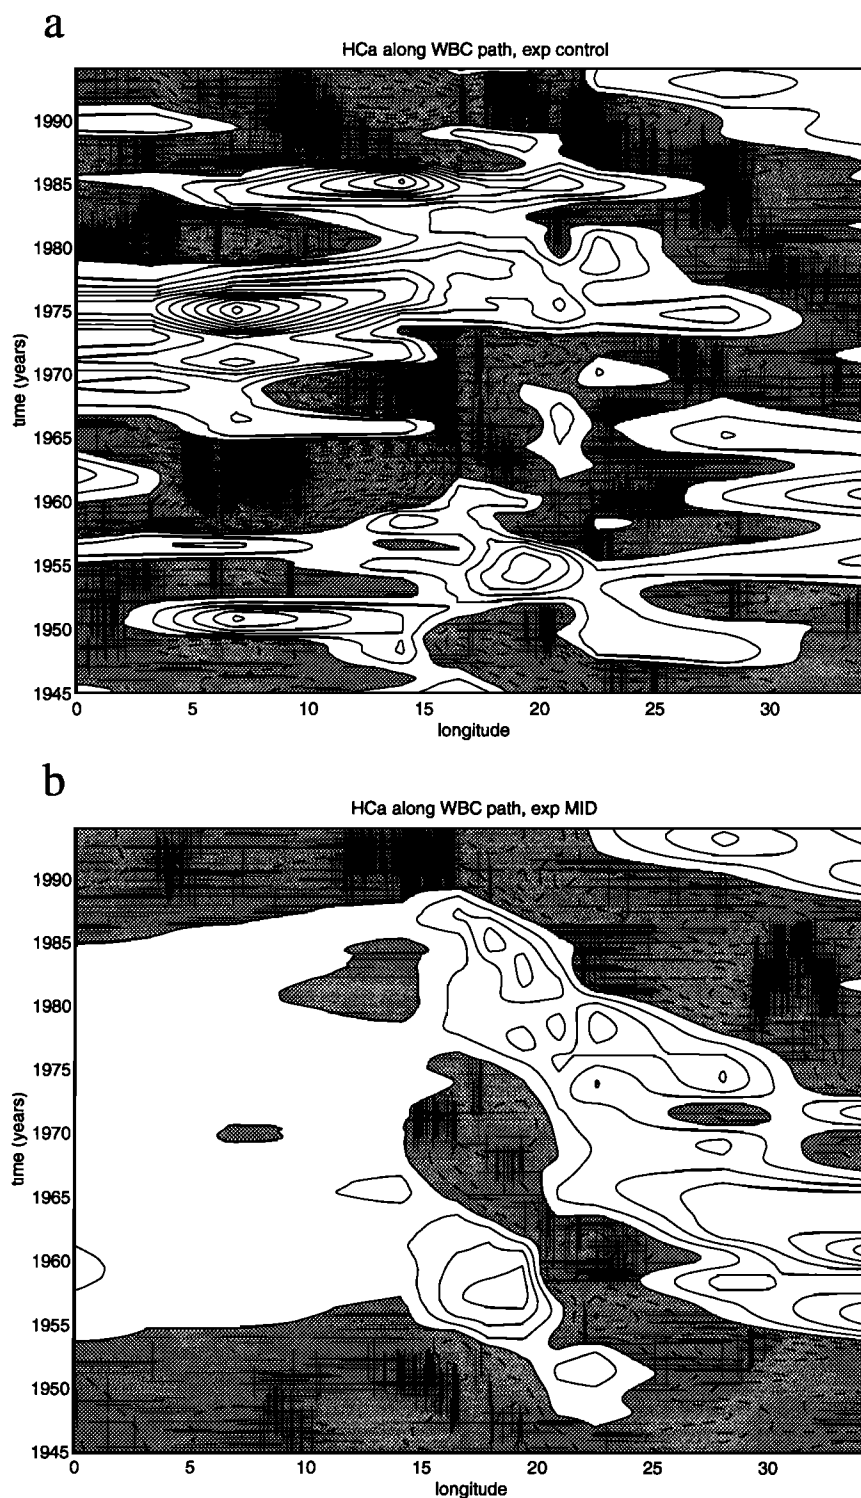 a
HCa along WBC path, exp control
1990
1985
1980
1975
1970
1965
1960
1955
1950
1945
time (years)
0 5 10 15 20 25 30
longitude
b
HCa along WBC path, exp MID
1990
1985
1980
1975
1970
1965
1960
1955
1950
1945
time (years)
0 5 10 15 20 25 30
longitude